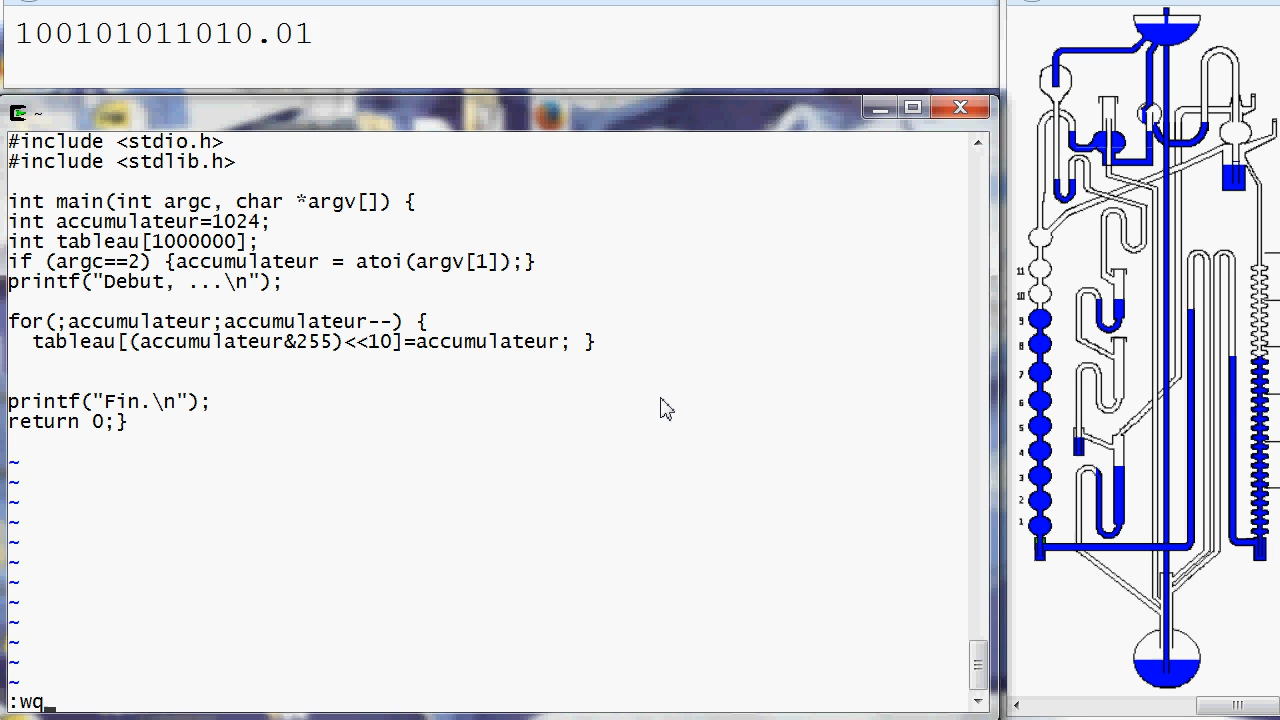 100101011010.01
~
#include <stdio.h>
#include <stdlib.h>
int main(int argc, char *argv[]) {
int accumulateur=1024;
int tableau[1000000];
if (argc==2) {accumulateur = atoi(argv[1]);}
printf("Debut, ...\n");
for(;accumulateur;accumulateur--) {
tableau[(accumulateur&255)<<10]=accumulateur; }
printf("Fin.\n");
return 0;}
~
~
~
~
~
~
~
~
~
~
~
~
:wq
11
10
9
8
7
6
5
4
3
2
1